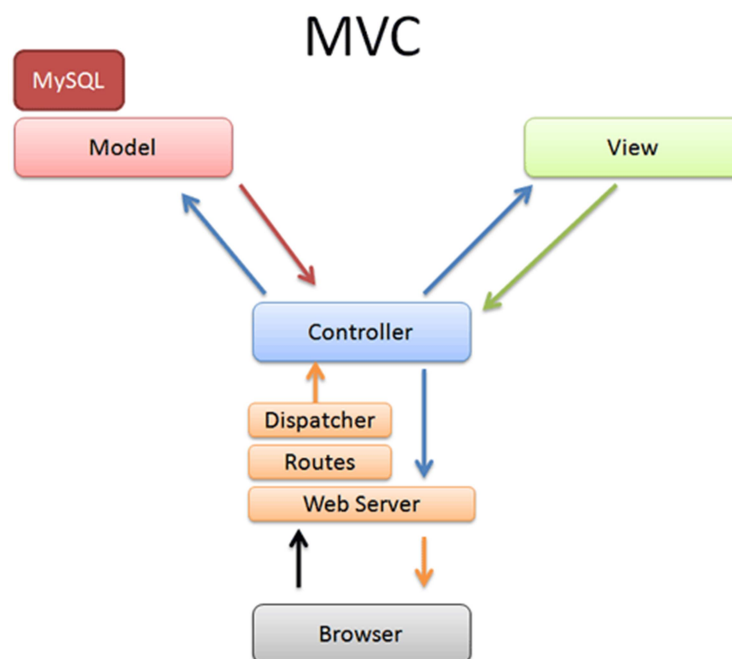 MVC
MySQL
Model
View
Controller
Dispatcher
Routes
Web Server
Browser